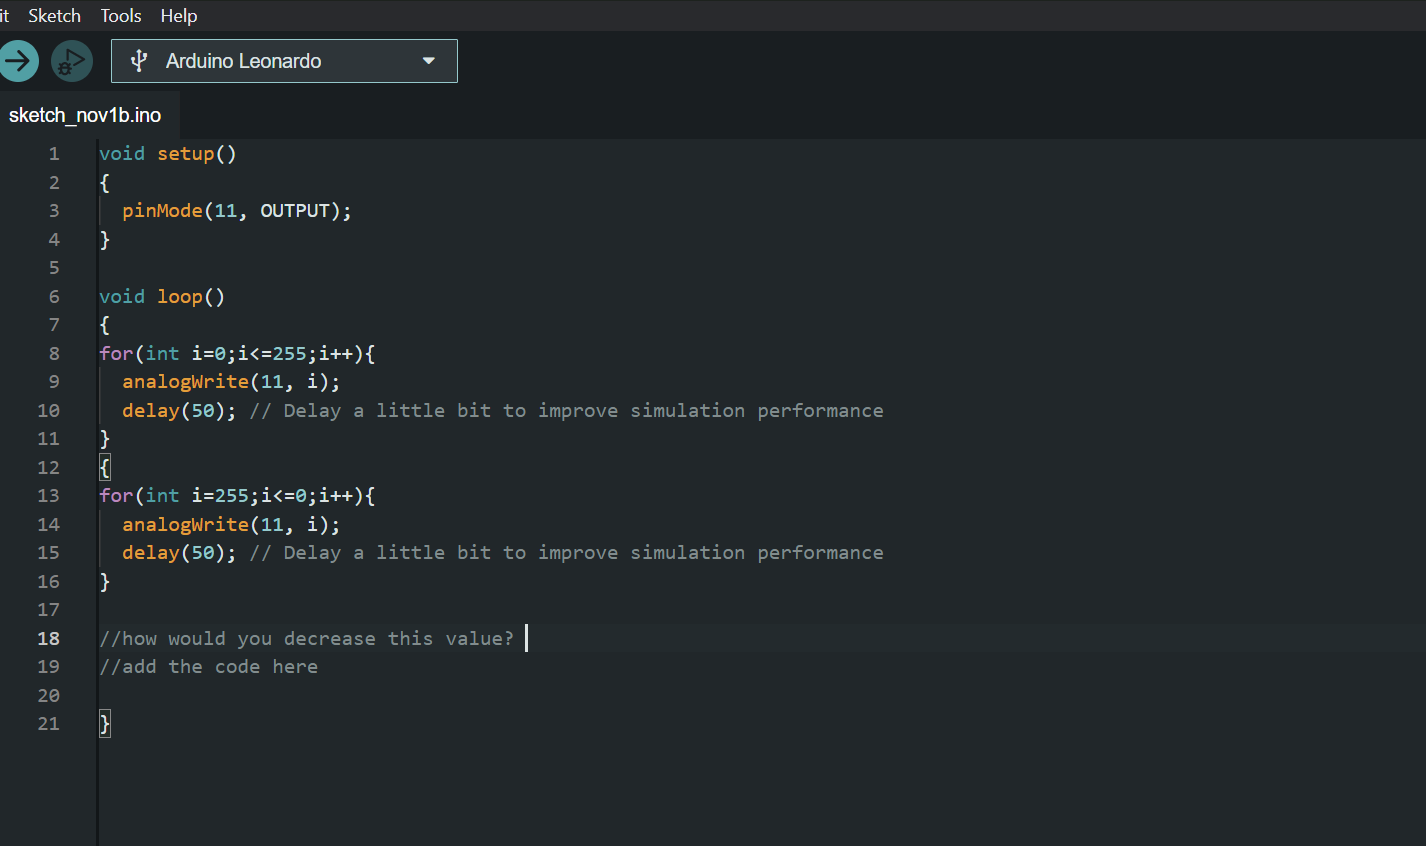 it Sketch Tools Help
Arduino Leonardo
sketch_nov1b.ino
1 void setup()
2 {
3   pinMode(11, OUTPUT);
4 }
5
6 void loop()
7 {
8 for(int i=0;i<=255;i++){
9   analogWrite(11, i);
10   delay(50); // Delay a little bit to improve simulation performance
11 }
12 {
13 for(int i=255;i<=0;i++){
14   analogWrite(11, i);
15   delay(50); // Delay a little bit to improve simulation performance
16 }
17
18 //how would you decrease this value?
19 //add the code here
20
21 }